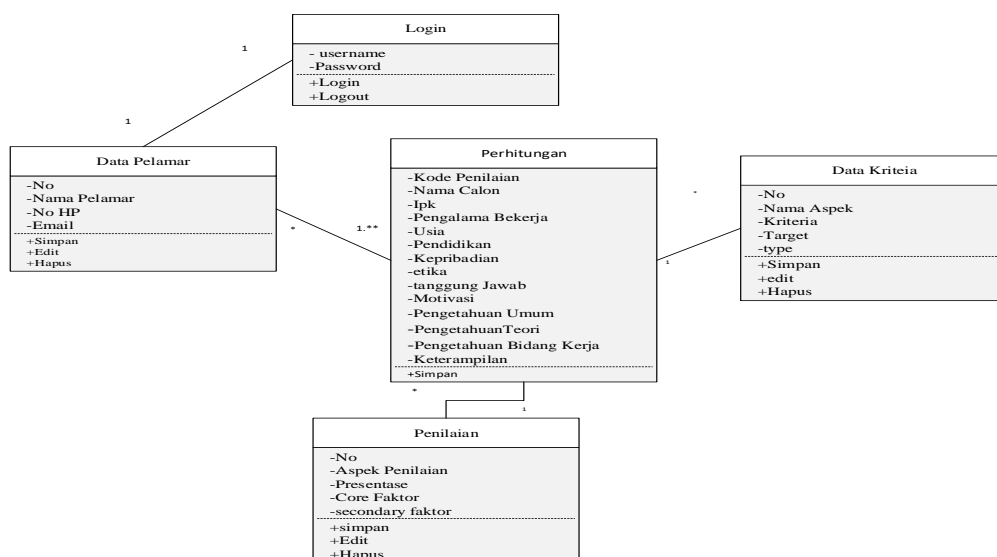 Login
- username
-Password
+Login
+Logout
1
1
Data Pelamar
-No
-Nama Pelamar
-No HP
-Email
+Simpan
+Edit
+Hapus
*
1.**
Perhitungan
-Kode Penilaian
-Nama Calon
-Ipk
-Pengalama Bekerja
-Usia
-Pendidikan
-Kepribadian
-etika
-tanggung Jawab
-Motivasi
-Pengetahuan Umum
-PengetahuanTeori
-Pengetahuan Bidang Kerja
-Keterampilan
+Simpan
*
1
Data Kriteia
-No
-Nama Aspek
-Kriteria
-Target
-type
+Simpan
+edit
+Hapus
*
1
Penilaian
-No
-Aspek Penilaian
-Presentase
-Core Faktor
-secondary faktor
+simpan
+Edit
+Hapus